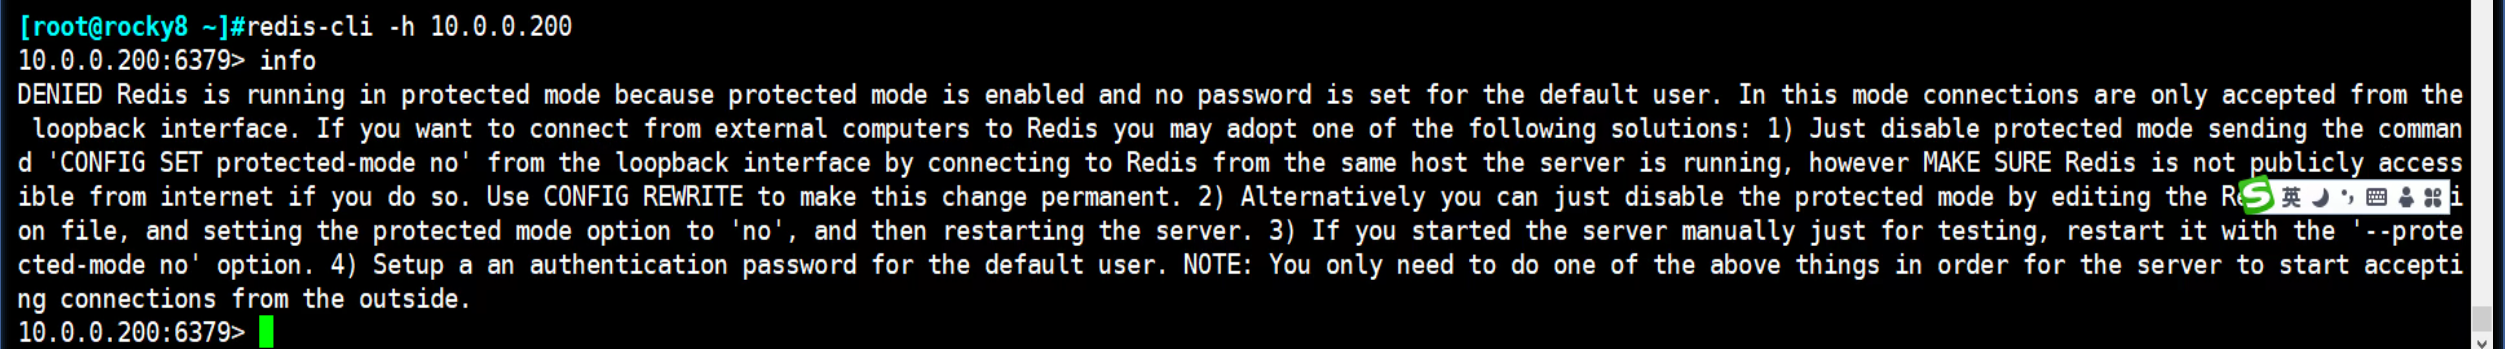 [root@rocky8 ~]#redis-cli -h 10.0.0.200
10.0.0.200:6379> info
DENIED Redis is running in protected mode because protected mode is enabled and no password is set for the default user. In this mode connections are only accepted from the
 loopback interface. If you want to connect from external computers to Redis you may adopt one of the following solutions: 1) Just disable protected mode sending the comman
d 'CONFIG SET protected-mode no' from the loopback interface by connecting to Redis from the same host the server is running, however MAKE SURE Redis is not publicly access
ible from internet if you do so. Use CONFIG REWRITE to make this change permanent. 2) Alternatively you can just disable the protected mode by editing the 英
on file, and setting the protected mode option to 'no', and then restarting the server. 3) If you started the server manually just for testing, restart it with the '--prote
cted-mode no' option. 4) Setup a an authentication password for the default user. NOTE: You only need to do one of the above things in order for the server to start accepti
ng connections from the outside.
10.0.0.200:6379>